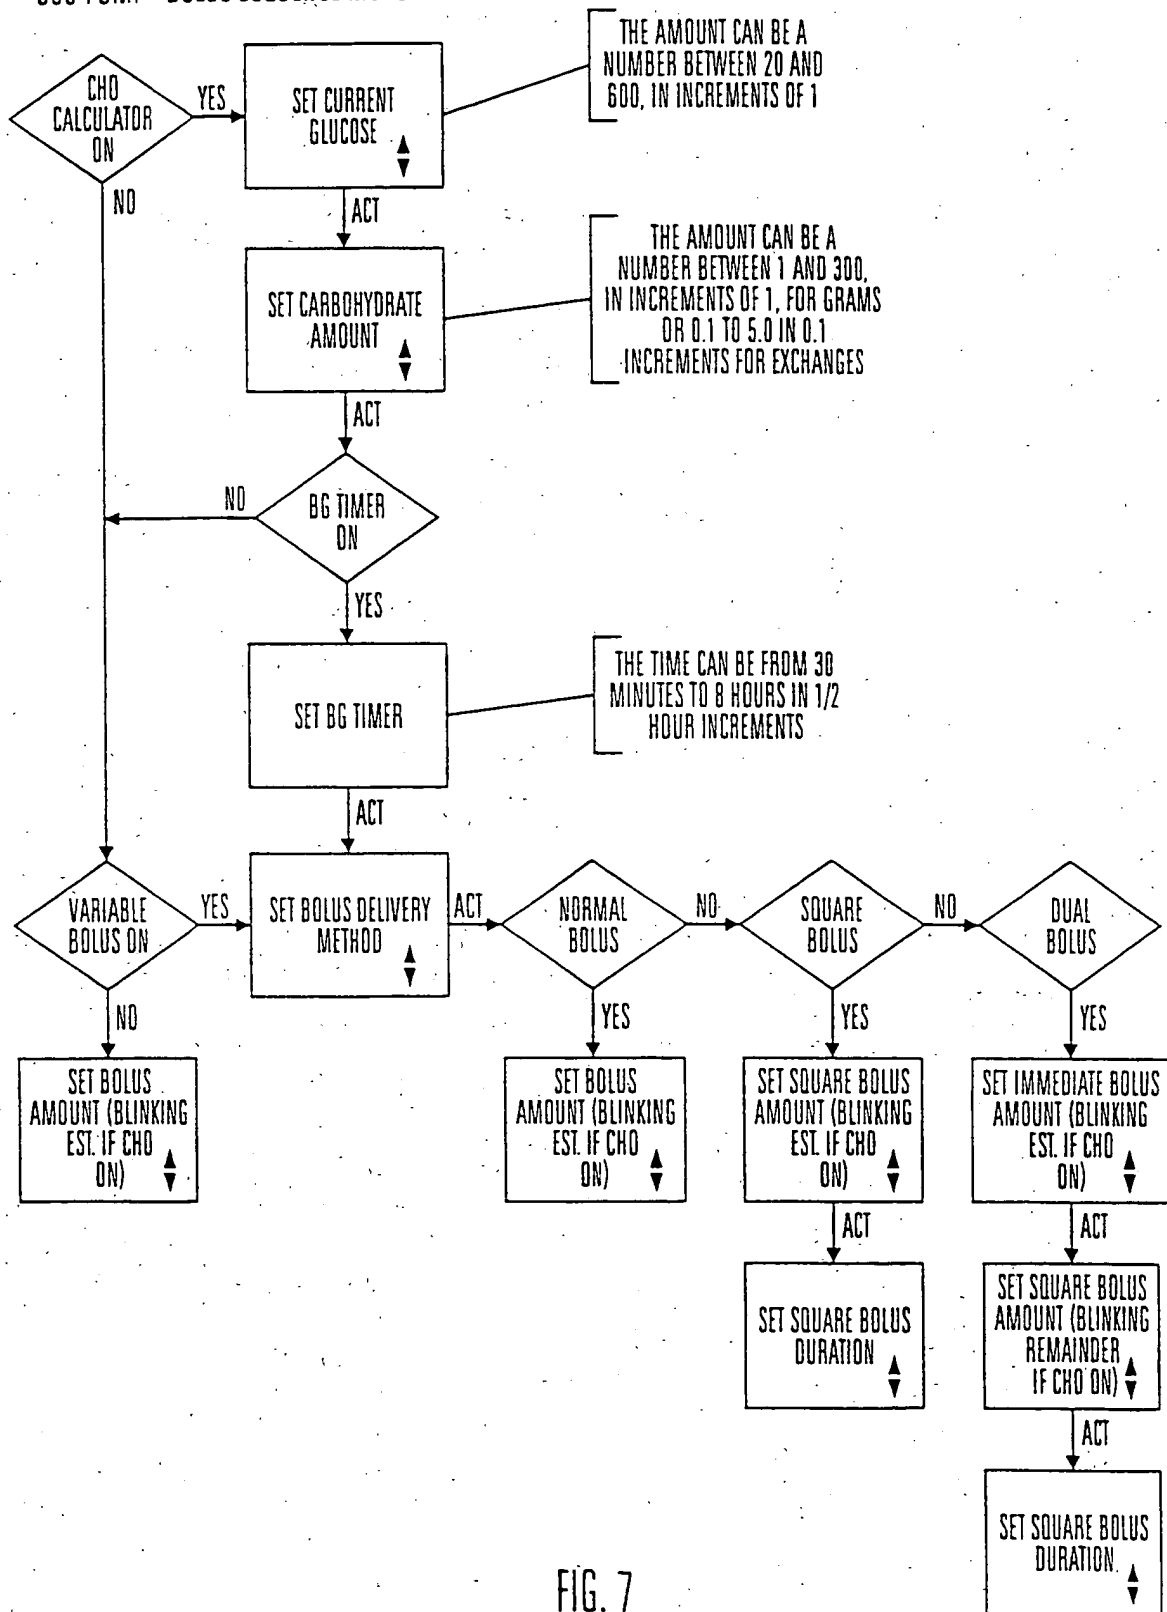 THE AMOUNT CAN BE A
NUMBER BETWEEN 20 AND
600, IN INCREMENTS OF 1
CHO
CALCULATOR
ON
YES
SET CURRENT
GLUCOSE
NO
ACT
THE AMOUNT CAN BE A
NUMBER BETWEEN 1 AND 300,
IN INCREMENTS OF 1, FOR GRAMS
OR 0.1 TO 5.0 IN 0.1
INCREMENTS FOR EXCHANGES
SET CARBOHYDRATE
AMOUNT
ACT
NO
BG TIMER
ON
YES
THE TIME CAN BE FROM 30
MINUTES TO 8 HOURS IN 1/2
HOUR INCREMENTS
SET BG TIMER
ACT
VARIABLE
BOLUS ON
YES
SET BOLUS DELIVERY
METHOD
ACT
NORMAL
BOLUS
NO
SQUARE
BOLUS
NO
DUAL
BOLUS
NO
YES
YES
YES
SET BOLUS
AMOUNT (BLINKING
EST. IF CHO
ON)
SET BOLUS
AMOUNT (BLINKING
EST. IF CHO
ON)
SET SQUARE BOLUS
AMOUNT (BLINKING
EST. IF CHO
ON)
SET IMMEDIATE BOLUS
AMOUNT (BLINKING
EST. IF CHO
ON)
ACT
ACT
SET SQUARE BOLUS
DURATION
SET SQUARE BOLUS
AMOUNT (BLINKING
REMAINDER
IF CHO ON)
ACT
SET SQUARE BOLUS
DURATION
FIG. 7